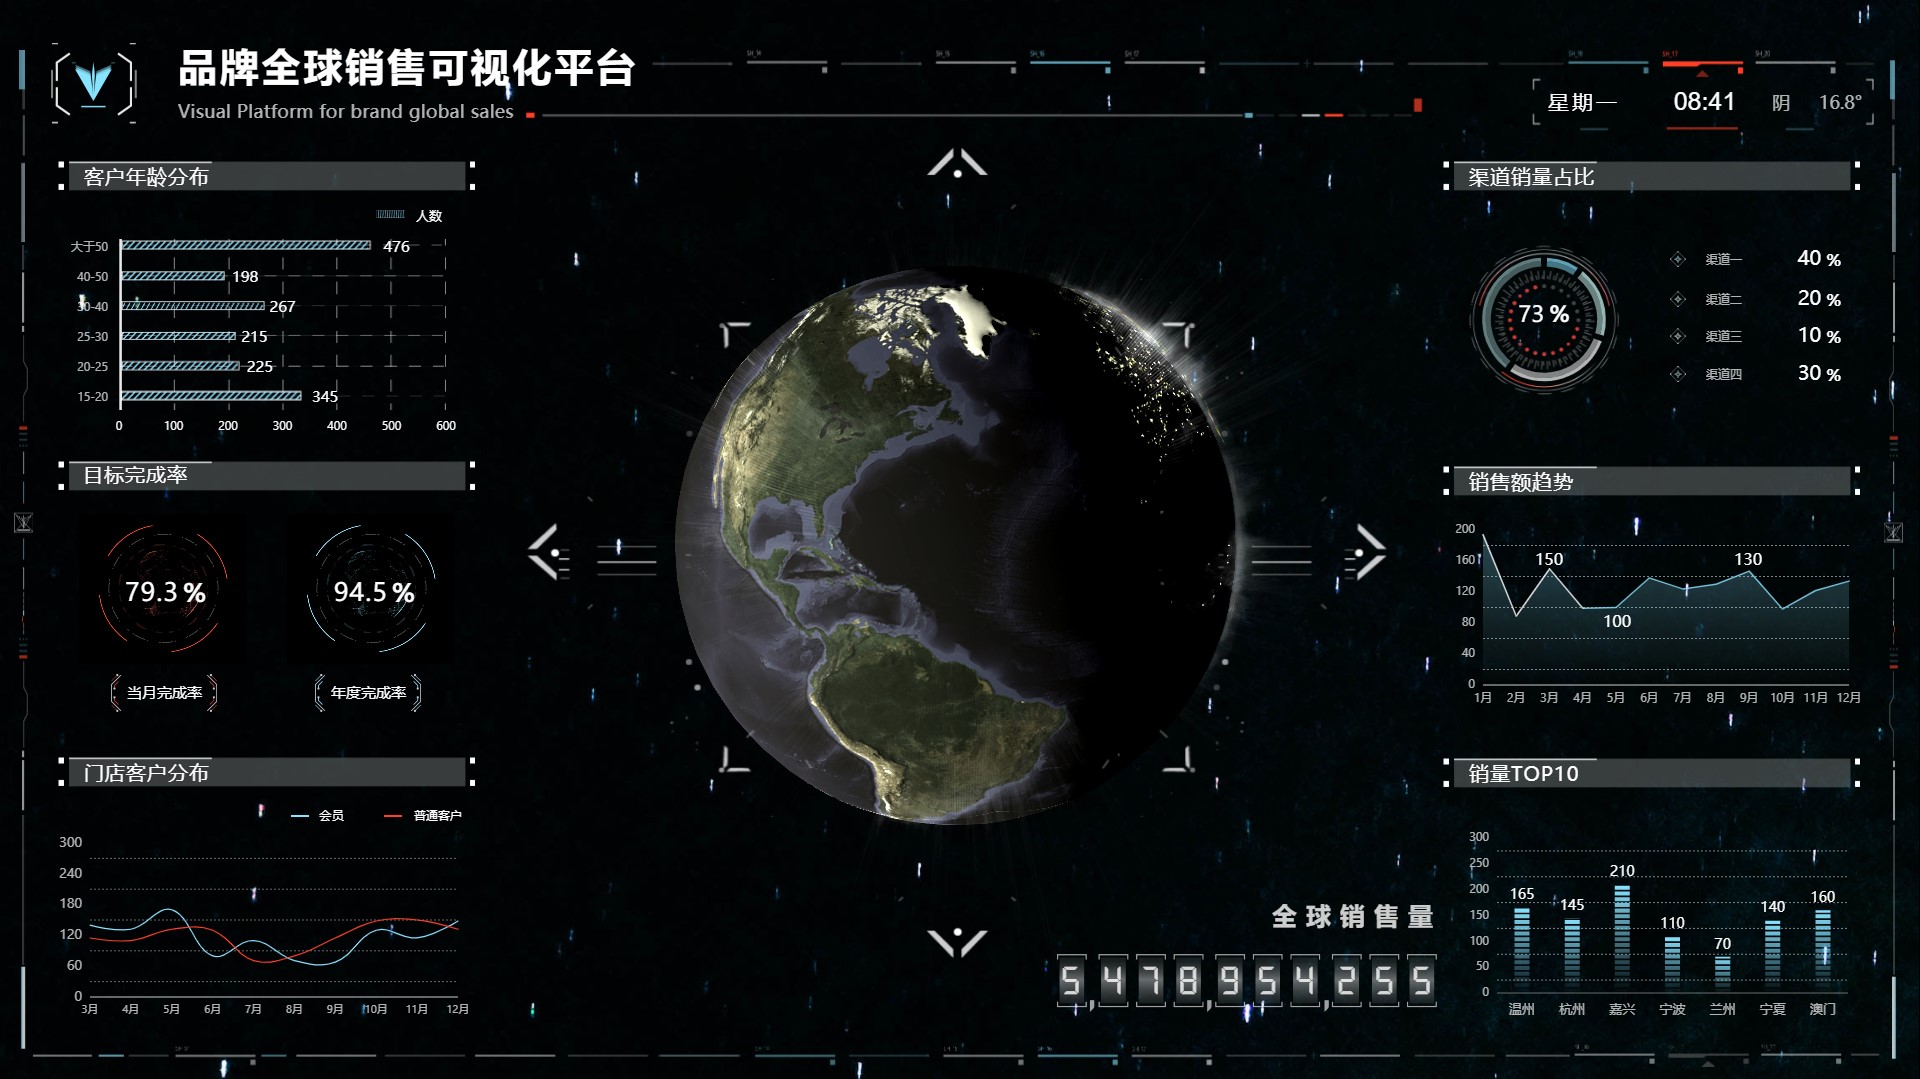 品牌全球销售可视化平台
Visual Platform for brand global sales
星期一 08:41 阴 16.8°
客户年龄分布
人数
大于50 476
40-50 198
30-40 267
25-30 215
20-25 225
15-20 345
0 100 200 300 400 500 600
目标完成率
79.3 % 94.5 %
当月完成率 年度完成率
门店客户分布
会员 普通客户
300
240
180
120
60
0
3月 4月 5月 6月 7月 8月 9月 10月 11月 12月
全球销售量
5,478,954,255
渠道销量占比
73 %
渠道一 40 %
渠道二 20 %
渠道三 10 %
渠道四 30 %
销售额趋势
200
160
120
80
40
0
150 130
100
1月 2月 3月 4月 5月 6月 7月 8月 9月 10月 11月 12月
销量TOP10
300
250
200
150
100
50
0
165 145 210 110 70 140 160
温州 杭州 嘉兴 宁波 兰州 宁夏 澳门